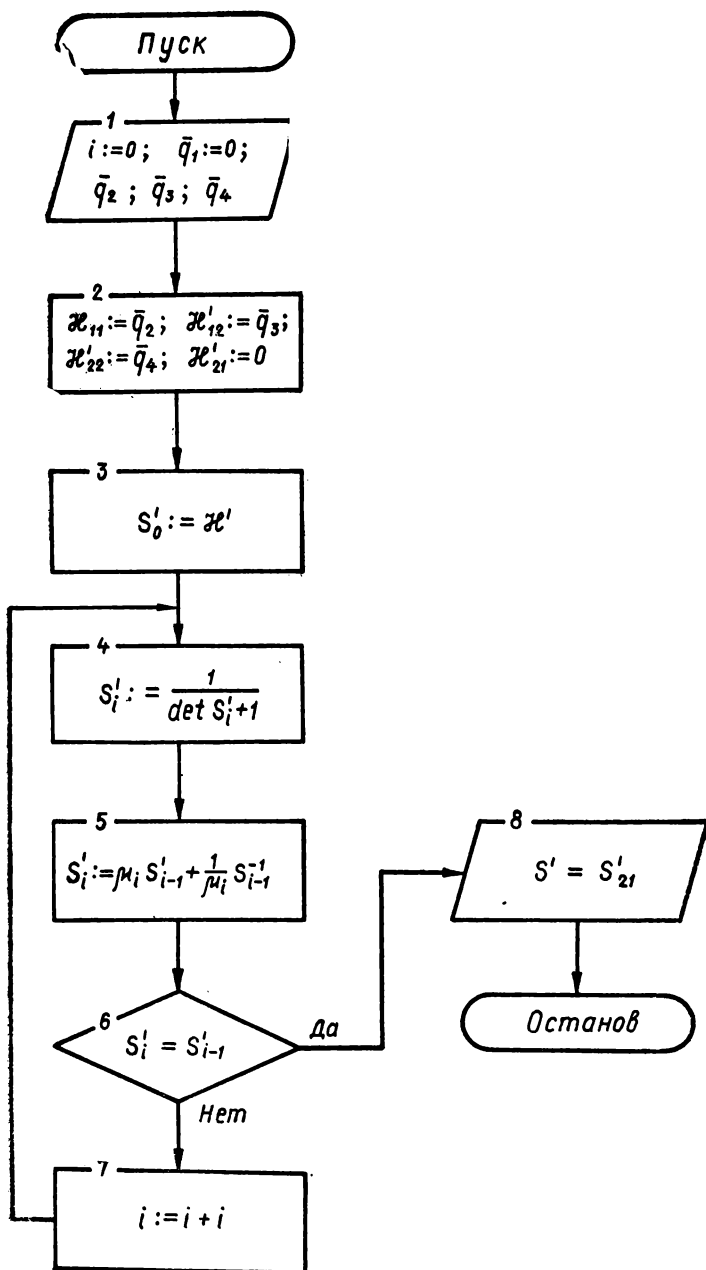 Пуск
1
i:=0; q̄₁:=0;
q̄₂; q̄₃; q̄₄
2
ℋ₁₁:=q̄₂; ℋ'₁₂:=q̄₃;
ℋ'₂₂:=q̄₄; ℋ'₂₁:=0
3
S'₀:=ℋ'
4
S'ᵢ:= 1/(det S'ᵢ+1)
5
S'ᵢ:=μᵢ S'ᵢ₋₁+ 1/μᵢ S⁻¹ᵢ₋₁
6
S'ᵢ = S'ᵢ₋₁
Да
Нет
7
i:=i+i
8
S' = S'₂₁
Останов